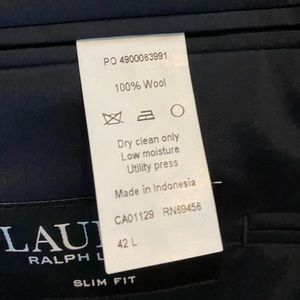 PO 4900063991
100% Wool
Dry clean only
Low moisture
Utility press
Made in Indonesia
CA01129 RN69456
42 L
LAU
RALPH L
SLIM FIT